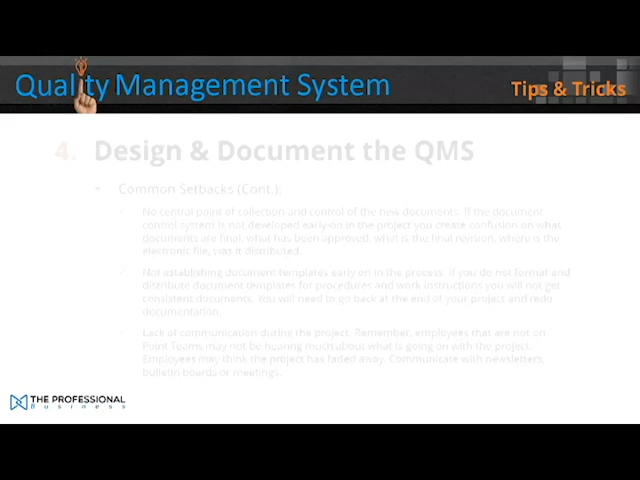 Quality Management System
Tips & Tricks
4. Design & Document the QMS
Common Setbacks (Cont.):
No central point of collection and control of the new documents. If the document
control system is not developed early-on in the project you create confusion on what
documents are final, what has been approved, what is the final revision, where is the
electronic file, was it distributed.
Not establishing document templates early on in the process. If you do not format and
distribute document templates for procedures and work instructions you will not get
consistent documents. You will need to go back at the end of your project and redo
documentation.
Lack of communication during the project. Remember, employees that are not on
Point Teams may not be hearing much about what is going on with the project.
Employees may think the project has faded away. Communicate with newsletters,
bulletin boards or meetings.
THE PROFESSIONAL
Business